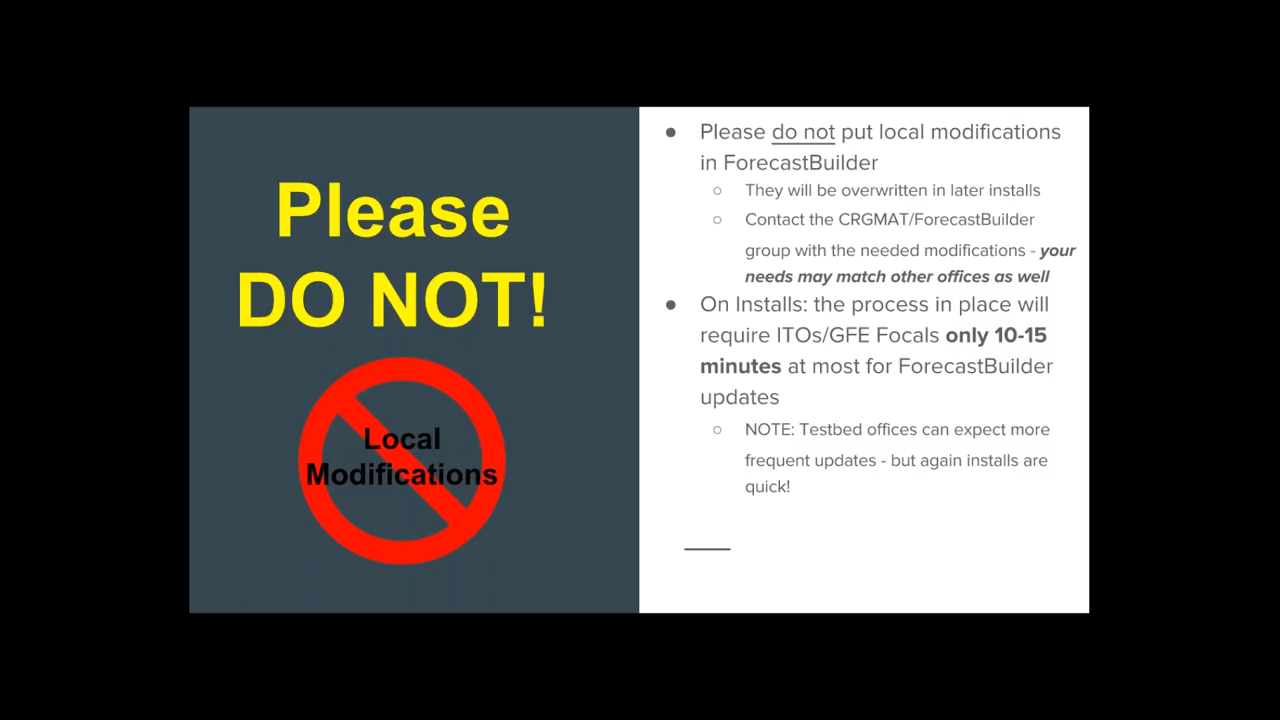 Please
DO NOT!
Local
Modifications
● Please do not put local modifications
in ForecastBuilder
○ They will be overwritten in later installs
○ Contact the CRGMAT/ForecastBuilder
group with the needed modifications - your
needs may match other offices as well
● On Installs: the process in place will
require ITOs/GFE Focals only 10-15
minutes at most for ForecastBuilder
updates
○ NOTE: Testbed offices can expect more
frequent updates - but again installs are
quick!